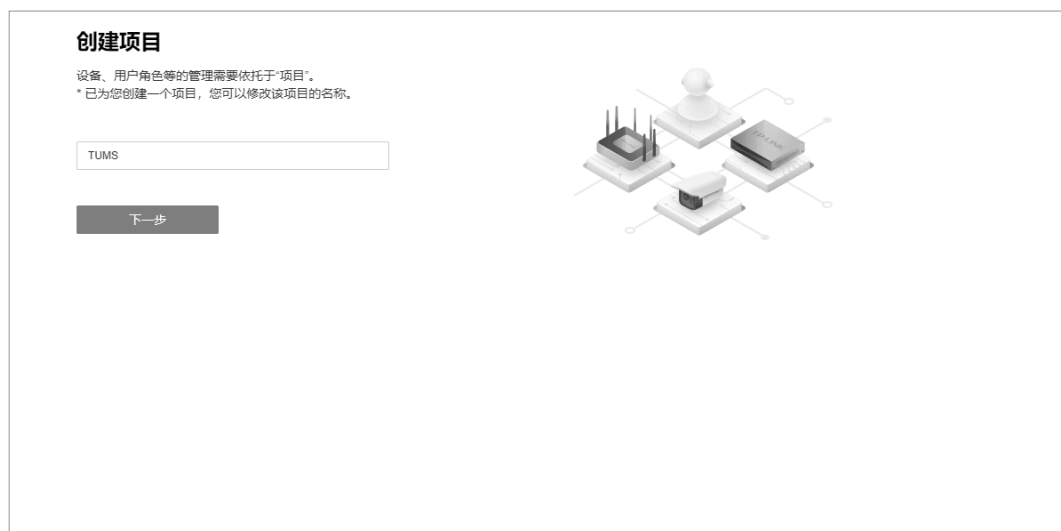 创建项目
设备、用户角色等的管理需要依托于“项目”。
* 已为您创建一个项目，您可以修改该项目的名称。
TUMS
下一步
TP-LINK